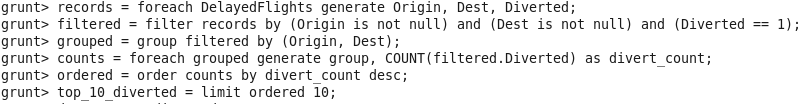 grunt> records = foreach DelayedFlights generate Origin, Dest, Diverted;
grunt> filtered = filter records by (Origin is not null) and (Dest is not null) and (Diverted == 1);
grunt> grouped = group filtered by (Origin, Dest);
grunt> counts = foreach grouped generate group, COUNT(filtered.Diverted) as divert_count;
grunt> ordered = order counts by divert_count desc;
grunt> top_10_diverted = limit ordered 10;